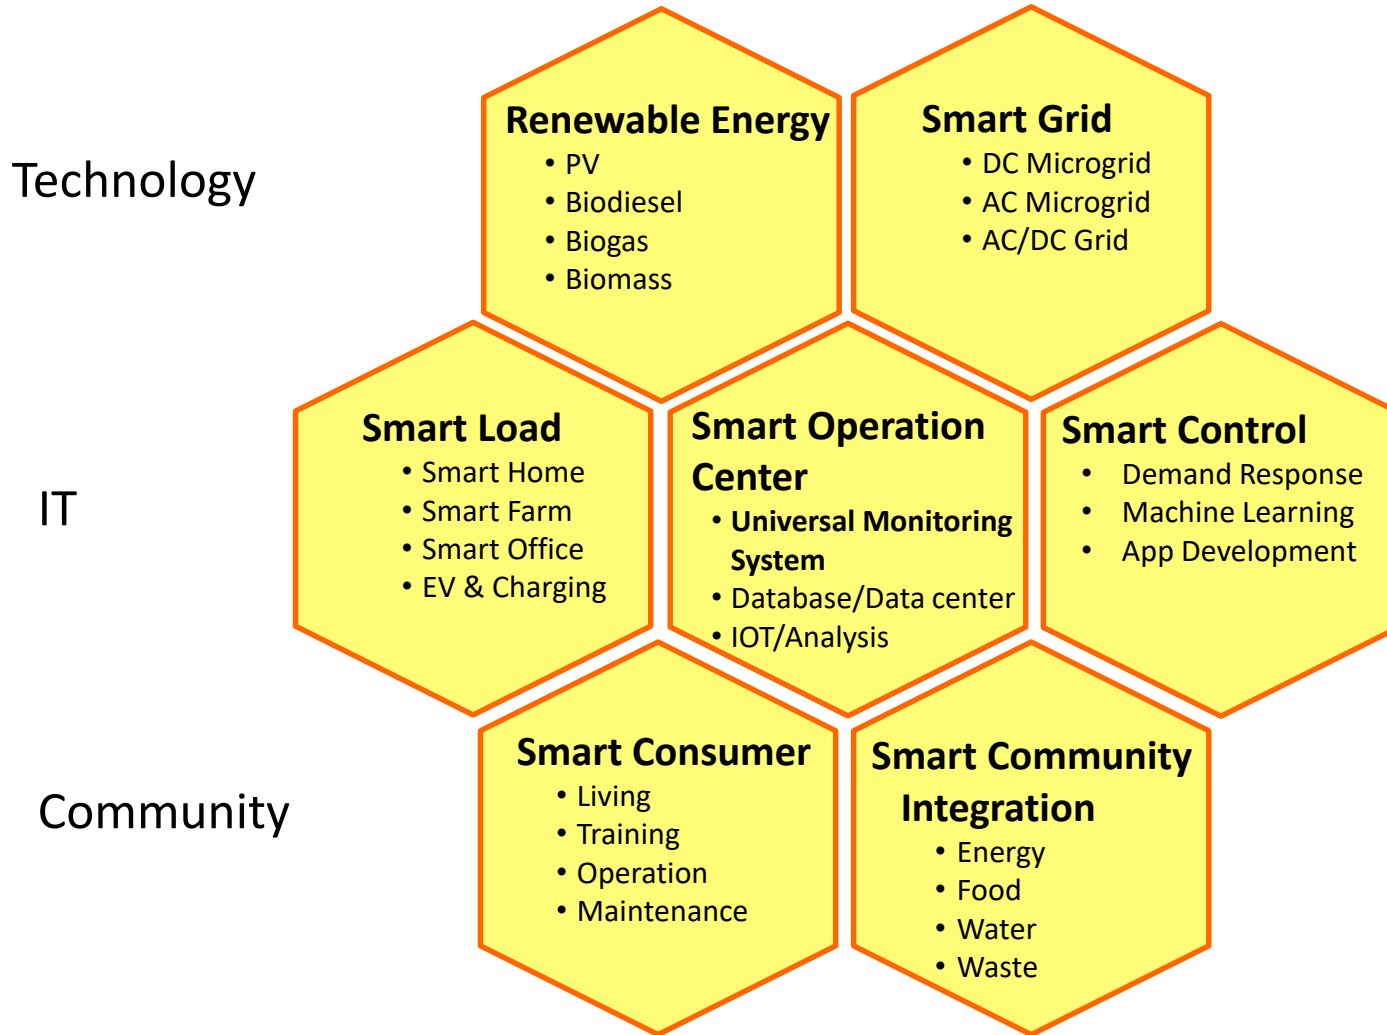 Technology
Renewable Energy
• PV
• Biodiesel
• Biogas
• Biomass
Smart Grid
• DC Microgrid
• AC Microgrid
• AC/DC Grid
IT
Smart Load
• Smart Home
• Smart Farm
• Smart Office
• EV & Charging
Smart Operation
Center
• Universal Monitoring
System
• Database/Data center
• IOT/Analysis
Smart Control
• Demand Response
• Machine Learning
• App Development
Community
Smart Consumer
• Living
• Training
• Operation
• Maintenance
Smart Community
Integration
• Energy
• Food
• Water
• Waste